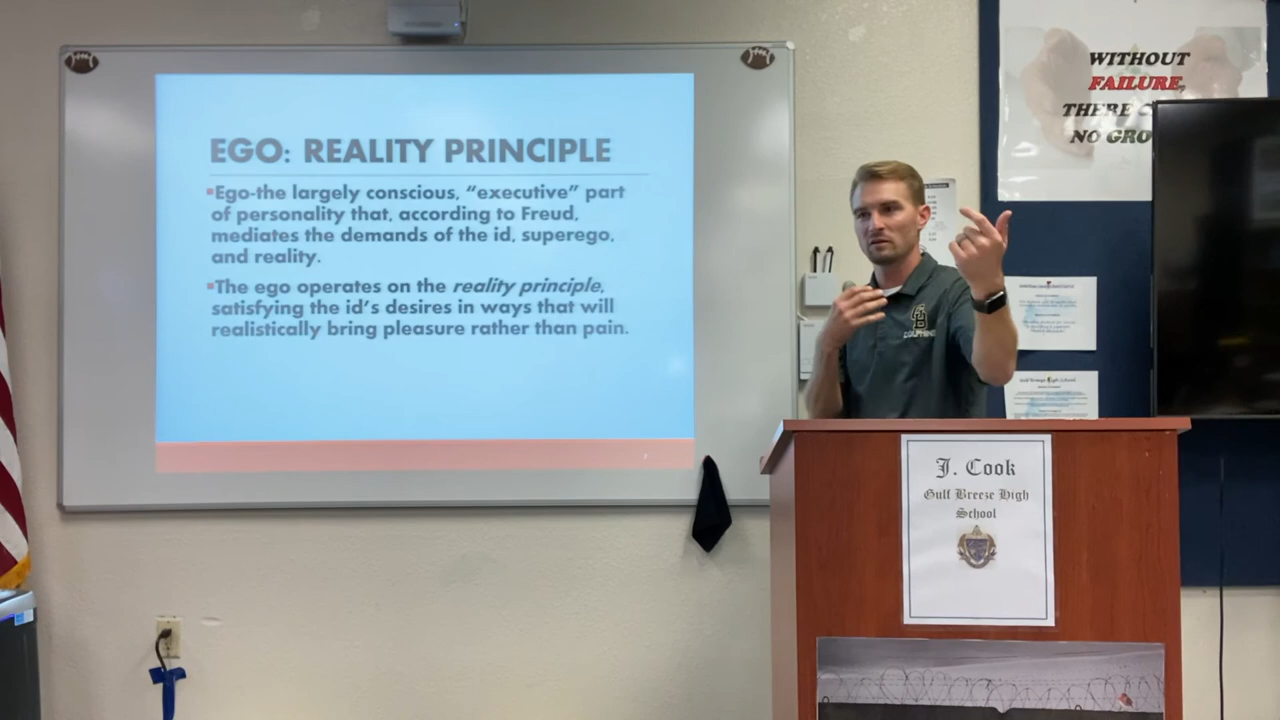 EGO: REALITY PRINCIPLE
▪Ego-the largely conscious, “executive” part
of personality that, according to Freud,
mediates the demands of the id, superego,
and reality.
▪The ego operates on the reality principle,
satisfying the id’s desires in ways that will
realistically bring pleasure rather than pain.
WITHOUT
FAILURE,
THERE C
NO GRO
GB
DOLPHINS
J. Cook
Gulf Breeze High
School